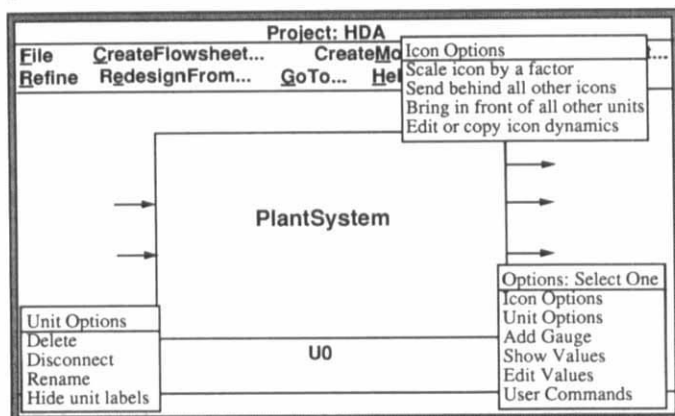 Project: HDA
File CreateFlowsheet... CreateMo t...
Refine RedesignFrom... GoTo... Hel
Icon Options
Scale icon by a factor
Send behind all other icons
Bring in front of all other units
Edit or copy icon dynamics
PlantSystem
Options: Select One
Icon Options
Unit Options
Add Gauge
Show Values
Edit Values
User Commands
Unit Options
Delete
Disconnect
Rename
Hide unit labels
U0